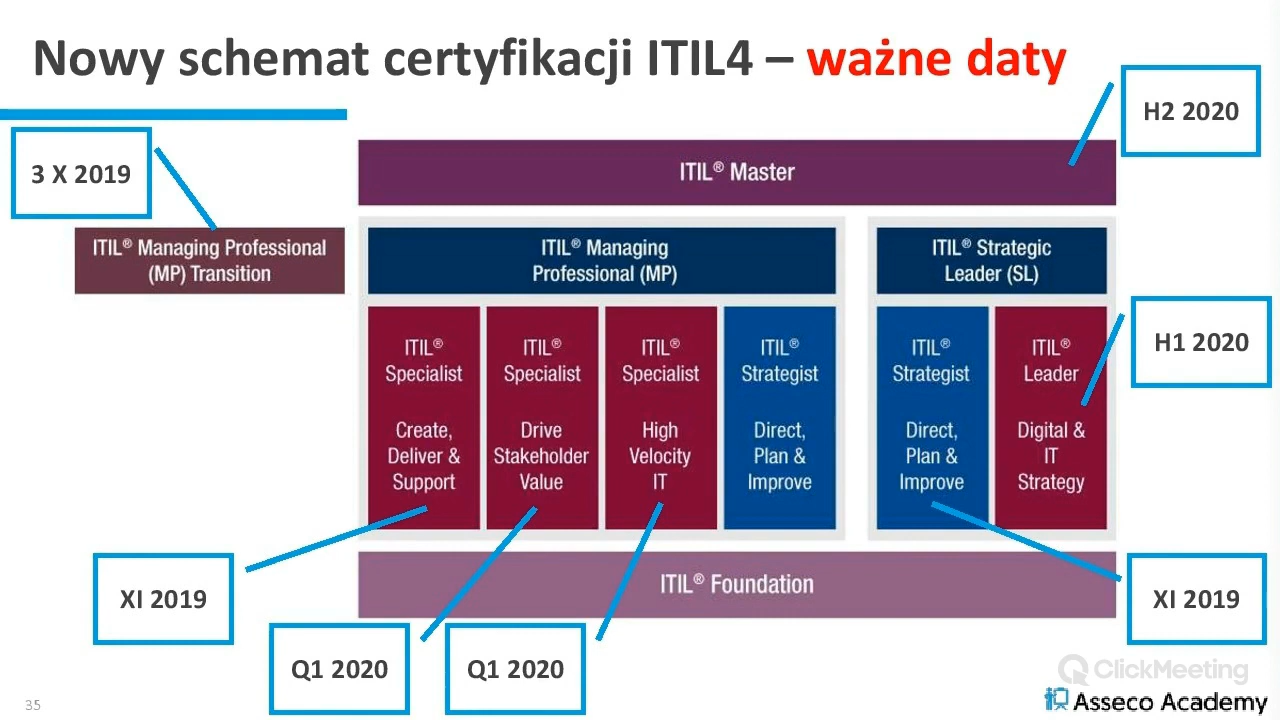 Nowy schemat certyfikacji ITIL4 – ważne daty
H2 2020
3 X 2019
ITIL® Master
ITIL® Managing Professional
(MP) Transition
ITIL® Managing
Professional (MP)
ITIL® Strategic
Leader (SL)
ITIL®
Specialist
Create,
Deliver &
Support
ITIL®
Specialist
Drive
Stakeholder
Value
ITIL®
Specialist
High
Velocity
IT
ITIL®
Strategist
Direct,
Plan &
Improve
ITIL®
Strategist
Direct,
Plan &
Improve
ITIL®
Leader
Digital &
IT
Strategy
H1 2020
ITIL® Foundation
XI 2019
Q1 2020
Q1 2020
XI 2019
ClickMeeting
Asseco Academy
35